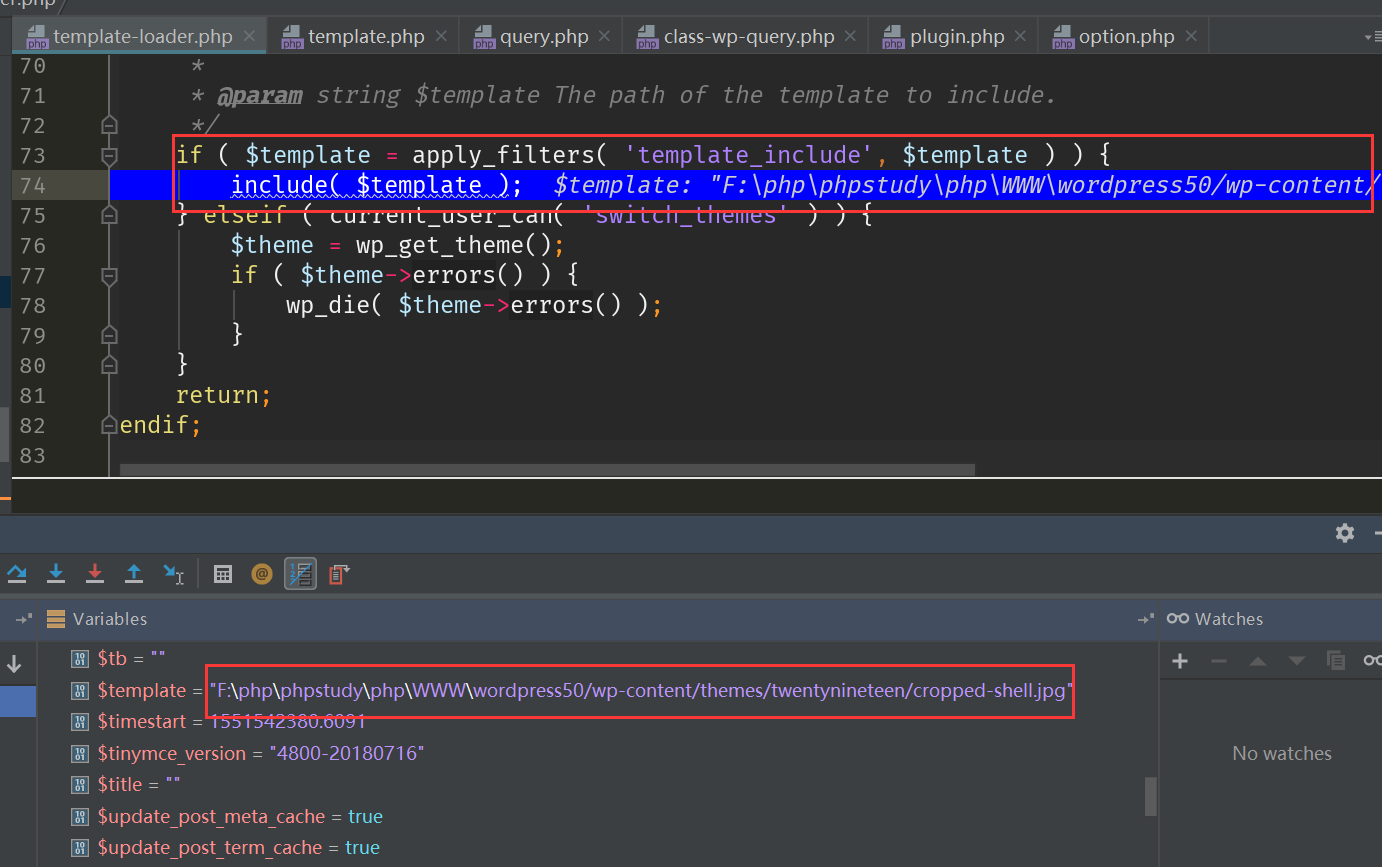 er.php
template-loader.php
template.php
query.php
class-wp-query.php
plugin.php
option.php
70 *
71 * @param string $template The path of the template to include.
72 */
73 if ( $template = apply_filters( 'template_include', $template ) ) {
74 include( $template ); $template: "F:\php\phpstudy\php\WWW\wordpress50/wp-content/
75 } elseif ( current_user_can( 'switch_themes' ) ) {
76 $theme = wp_get_theme();
77 if ( $theme->errors() ) {
78 wp_die( $theme->errors() );
79 }
80 }
81 return;
82 endif;
83
Variables
Watches
$tb = ""
$template = "F:\php\phpstudy\php\WWW\wordpress50/wp-content/themes/twentynineteen/cropped-shell.jpg"
$timestart = 1551542380.6091
$tinymce_version = "4800-20180716"
$title = ""
$update_post_meta_cache = true
$update_post_term_cache = true
No watches